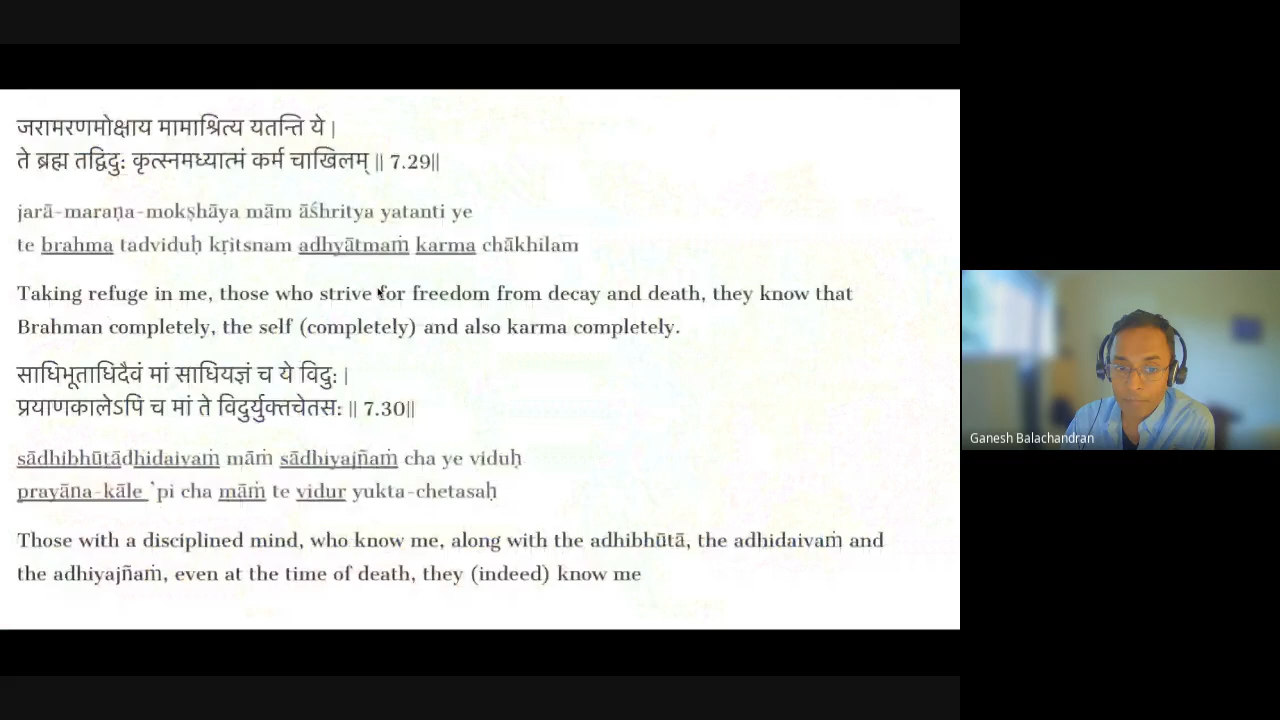 जरामरणमोक्षाय मामाश्रित्य यतन्ति ये |
ते ब्रह्म तद्विदुः कृत्स्नमध्यात्मं कर्म चाखिलम् || 7.29||
jarā-maraṇa-mokṣhāya mām āśhritya yatanti ye
te brahma tadviduḥ kṛitsnam adhyātmaṁ karma chākhilam
Taking refuge in me, those who strive for freedom from decay and death, they know that
Brahman completely, the self (completely) and also karma completely.
साधिभूताधिदैवं मां साधियज्ञं च ये विदुः |
प्रयाणकालेऽपि च मां ते विदुर्युक्तचेतसः || 7.30||
sādhibhūtādhidaivaṁ māṁ sādhiyajñaṁ cha ye viduḥ
prayāna-kāle `pi cha māṁ te vidur yukta-chetasaḥ
Those with a disciplined mind, who know me, along with the adhibhūtā, the adhidaivaṁ and
the adhiyajñaṁ, even at the time of death, they (indeed) know me
Ganesh Balachandran